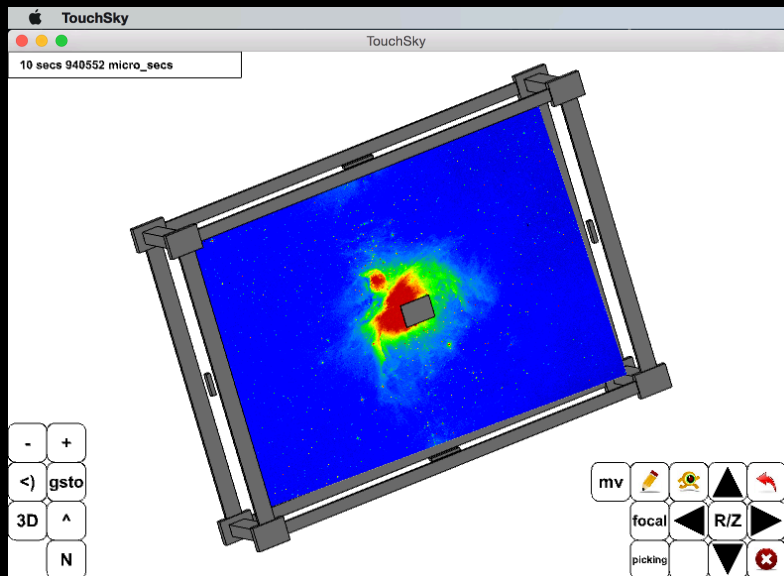 TouchSky
TouchSky
10 secs 940552 micro_secs
- +
<) gsto
3D ^
N
mv
focal R/Z
picking